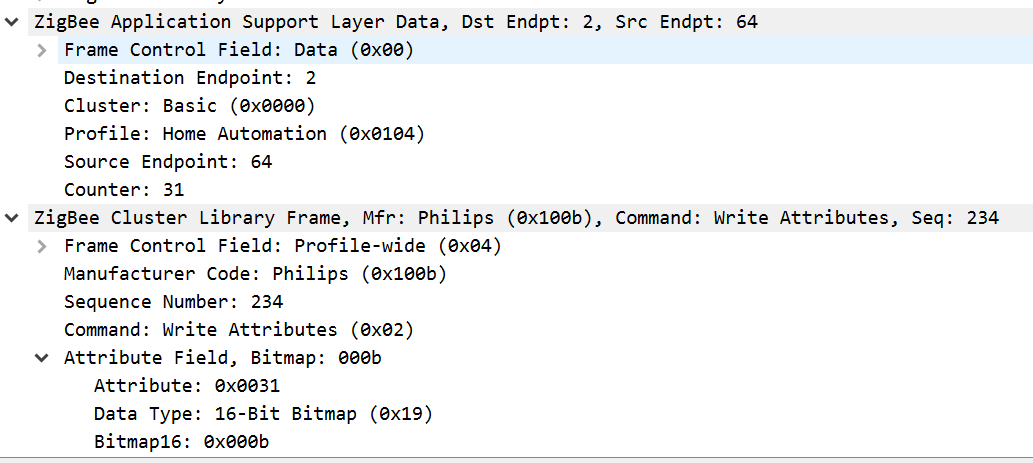 ZigBee Application Support Layer Data, Dst Endpt: 2, Src Endpt: 64
Frame Control Field: Data (0x00)
Destination Endpoint: 2
Cluster: Basic (0x0000)
Profile: Home Automation (0x0104)
Source Endpoint: 64
Counter: 31
ZigBee Cluster Library Frame, Mfr: Philips (0x100b), Command: Write Attributes, Seq: 234
Frame Control Field: Profile-wide (0x04)
Manufacturer Code: Philips (0x100b)
Sequence Number: 234
Command: Write Attributes (0x02)
Attribute Field, Bitmap: 000b
Attribute: 0x0031
Data Type: 16-Bit Bitmap (0x19)
Bitmap16: 0x000b